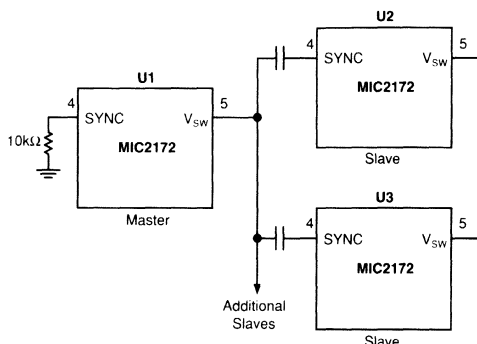 U1
4
SYNC
V_SW
5
10kΩ
MIC2172
Master
U2
4
SYNC
V_SW
5
MIC2172
Slave
U3
4
SYNC
V_SW
5
MIC2172
Slave
Additional
Slaves